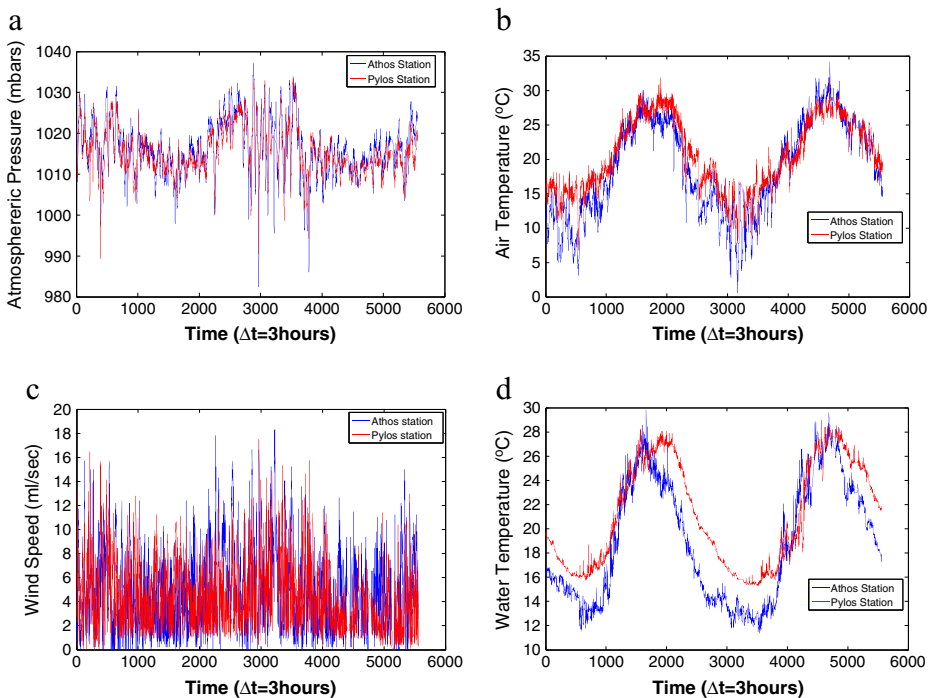 a
Atmosphereric Pressure (mbars)
1040
1030
1020
1010
1000
990
980
0 1000 2000 3000 4000 5000 6000
Time (Δt=3hours)
Athos Station
Pylos Station
b
Air Temperature (ºC)
35
30
25
20
15
10
5
0
0 1000 2000 3000 4000 5000 6000
Time (Δt=3hours)
Athos Station
Pylos Station
c
Wind Speed (ml/sec)
20
18
16
14
12
10
8
6
4
2
0
0 1000 2000 3000 4000 5000 6000
Time (Δt=3hours)
Athos station
Pylos station
d
Water Temperature (ºC)
30
28
26
24
22
20
18
16
14
12
10
0 1000 2000 3000 4000 5000 6000
Time (Δt=3hours)
Athos Station
Pylos Station